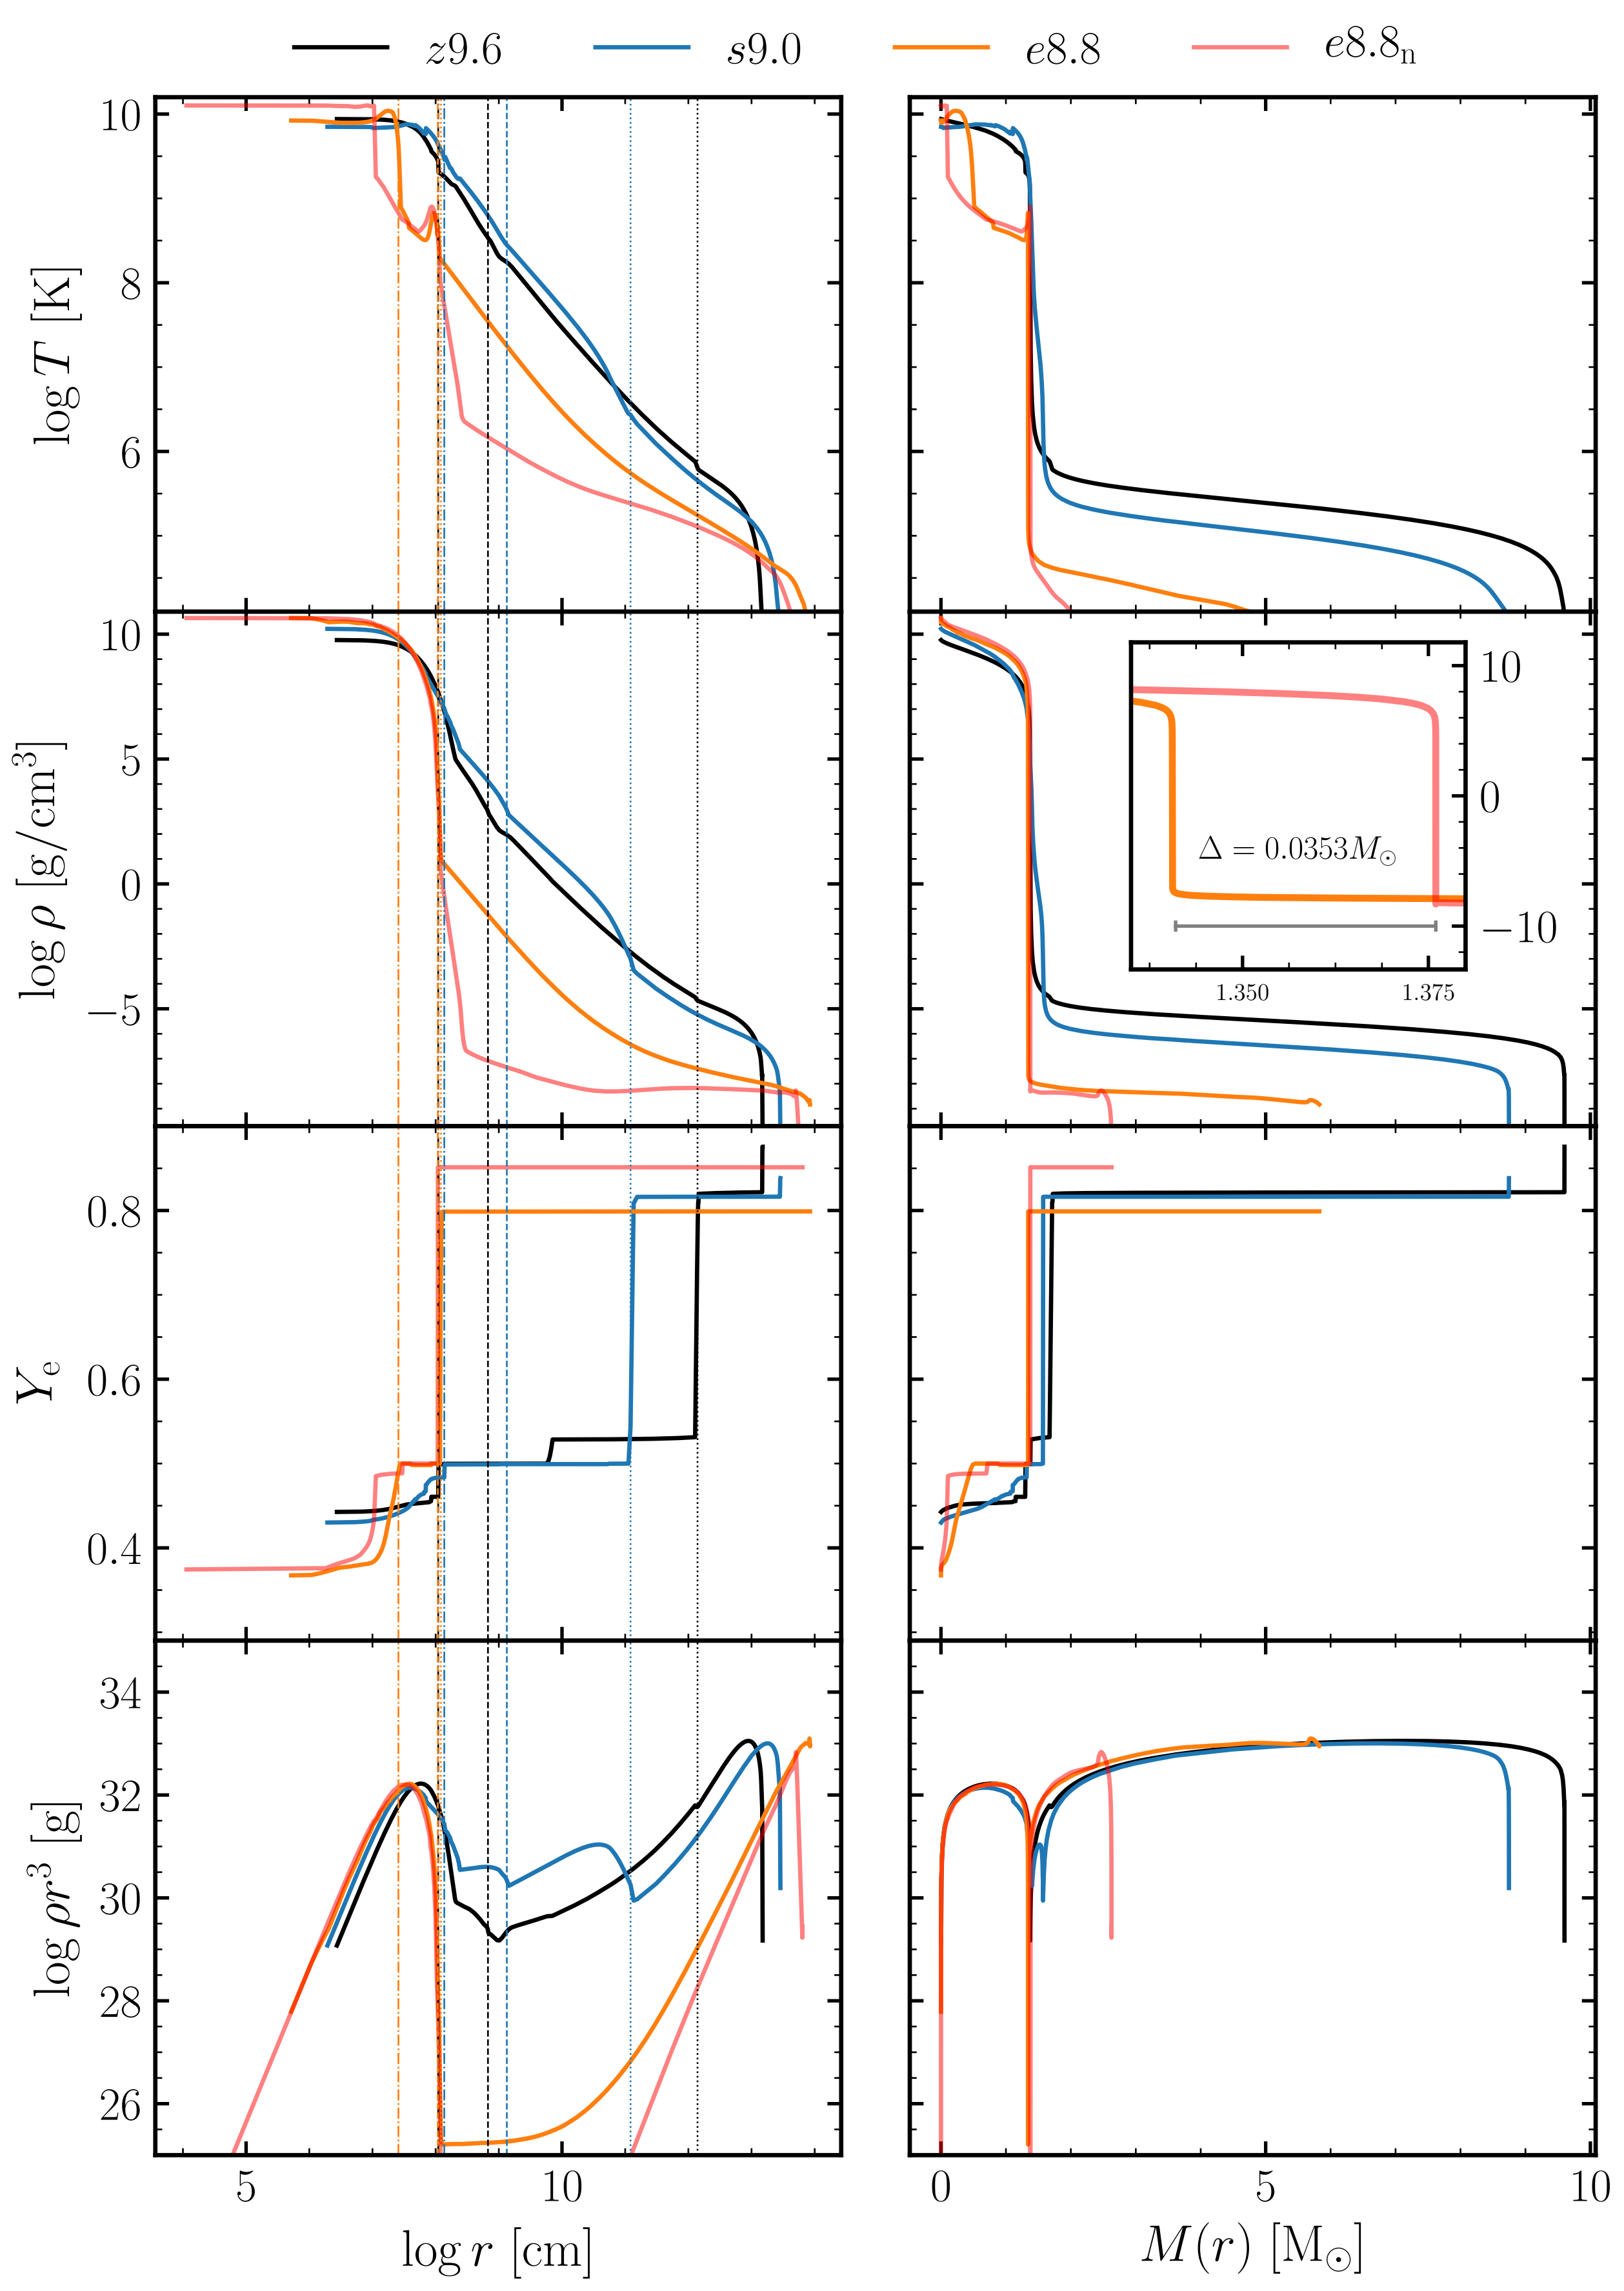 z9.6 s9.0 e8.8 e8.8ₙ
10
8
6
log T [K]
10
5
0
−5
log ρ [g/cm³]
10
0
−10
Δ = 0.0353M☉
1.350 1.375
0.8
0.6
0.4
Yₑ
34
32
30
28
26
log ρr³ [g]
5 10
0 5 10
log r [cm]
M(r) [M☉]